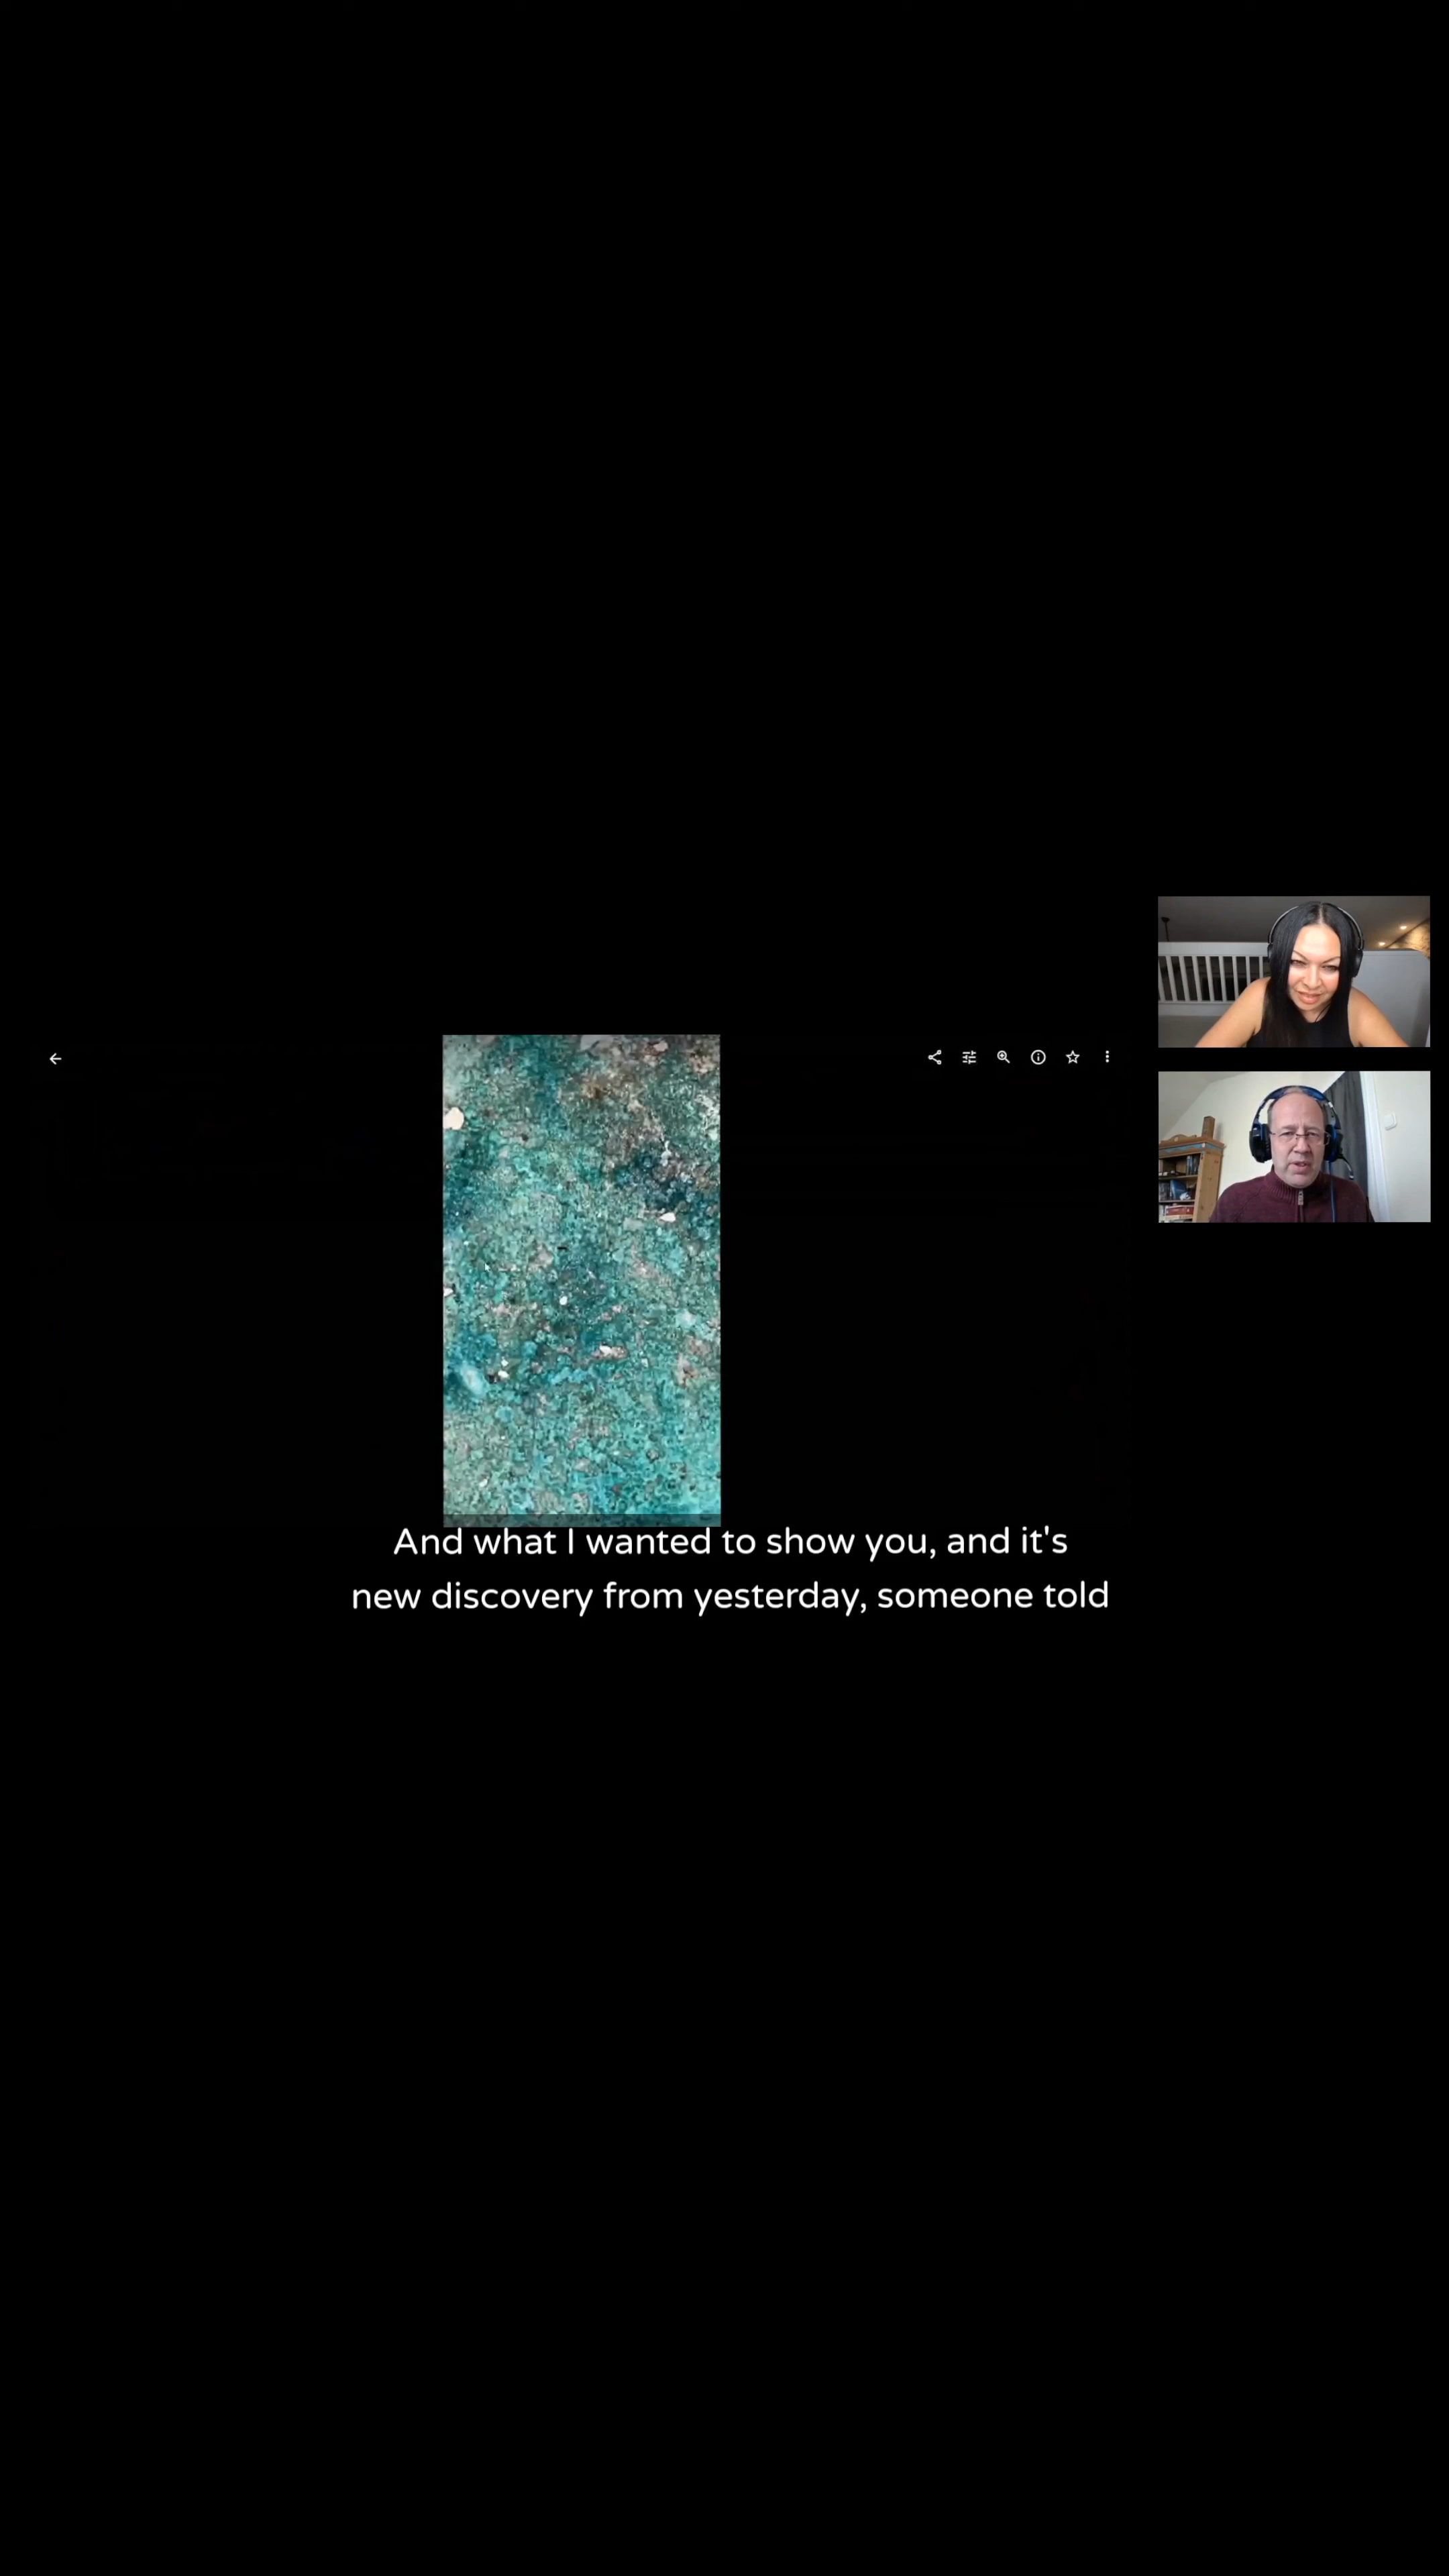 And what I wanted to show you, and it's
new discovery from yesterday, someone told